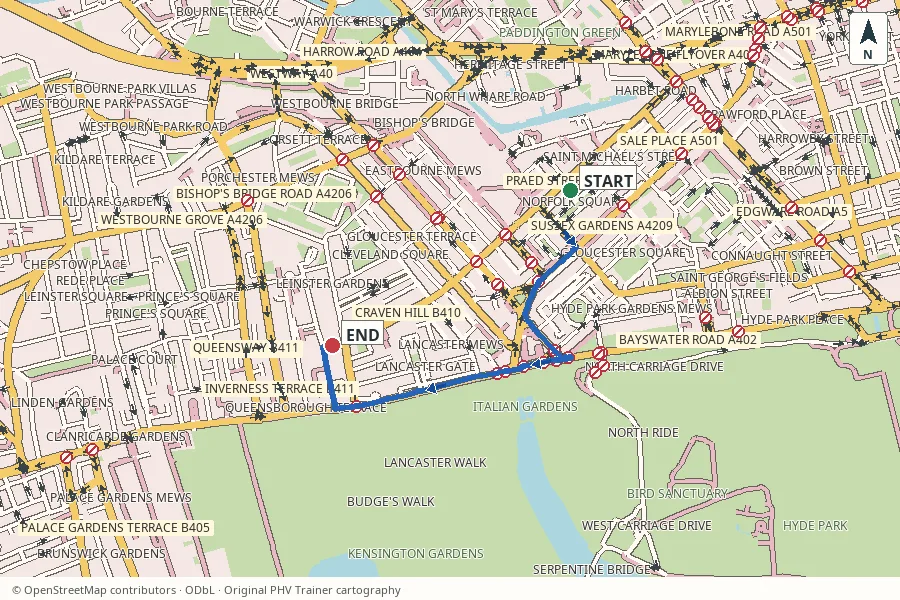 BOURNE TERRACE
ST MARY'S TERRACE
WARWICK CRESCENT
PADDINGTON GREEN
MARYLEBONE ROAD A501
HARROW ROAD A404
MARYLEBONE FLYOVER A40
HERMITAGE STREET
WESTWAY A40
WESTBOURNE PARK VILLAS
HARBET ROAD
WESTBOURNE PARK PASSAGE
WESTBOURNE BRIDGE
NORTH WHARF ROAD
CRAWFORD PLACE
WESTBOURNE PARK ROAD
BISHOP'S BRIDGE
ORSETT TERRACE
SALE PLACE A501
HARROWBY STREET
KILDARE TERRACE
SAINT MICHAEL'S STREET
EASTBOURNE MEWS
BROWN STREET
PORCHESTER MEWS
PRAED STREET
START
BISHOP'S BRIDGE ROAD A4206
KILDARE GARDENS
NORFOLK SQUARE
EDGWARE ROAD A5
WESTBOURNE GROVE A4206
SUSSEX GARDENS A4209
GLOUCESTER TERRACE
CLEVELAND SQUARE
GLOUCESTER SQUARE
CONNAUGHT STREET
CHEPSTOW PLACE
REDE PLACE
SAINT GEORGE'S FIELDS
LEINSTER GARDENS
LEINSTER SQUARE
PRINCE'S SQUARE
ALBION STREET
PRINCE'S SQUARE
CRAVEN HILL B410
HYDE PARK GARDENS MEWS
HYDE PARK PLACE
END
QUEENSWAY B411
LANCASTER MEWS
BAYSWATER ROAD A402
PALACE COURT
LANCASTER GATE
NORTH CARRIAGE DRIVE
INVERNESS TERRACE B411
LINDEN GARDENS
QUEENSBOROUGH TERRACE
ITALIAN GARDENS
CLANRICARDE GARDENS
NORTH RIDE
LANCASTER WALK
PALACE GARDENS MEWS
BUDGE'S WALK
BIRD SANCTUARY
PALACE GARDENS TERRACE B405
WEST CARRIAGE DRIVE
HYDE PARK
BRUNSWICK GARDENS
KENSINGTON GARDENS
SERPENTINE BRIDGE
N
© OpenStreetMap contributors · ODbL · Original PHV Trainer cartography